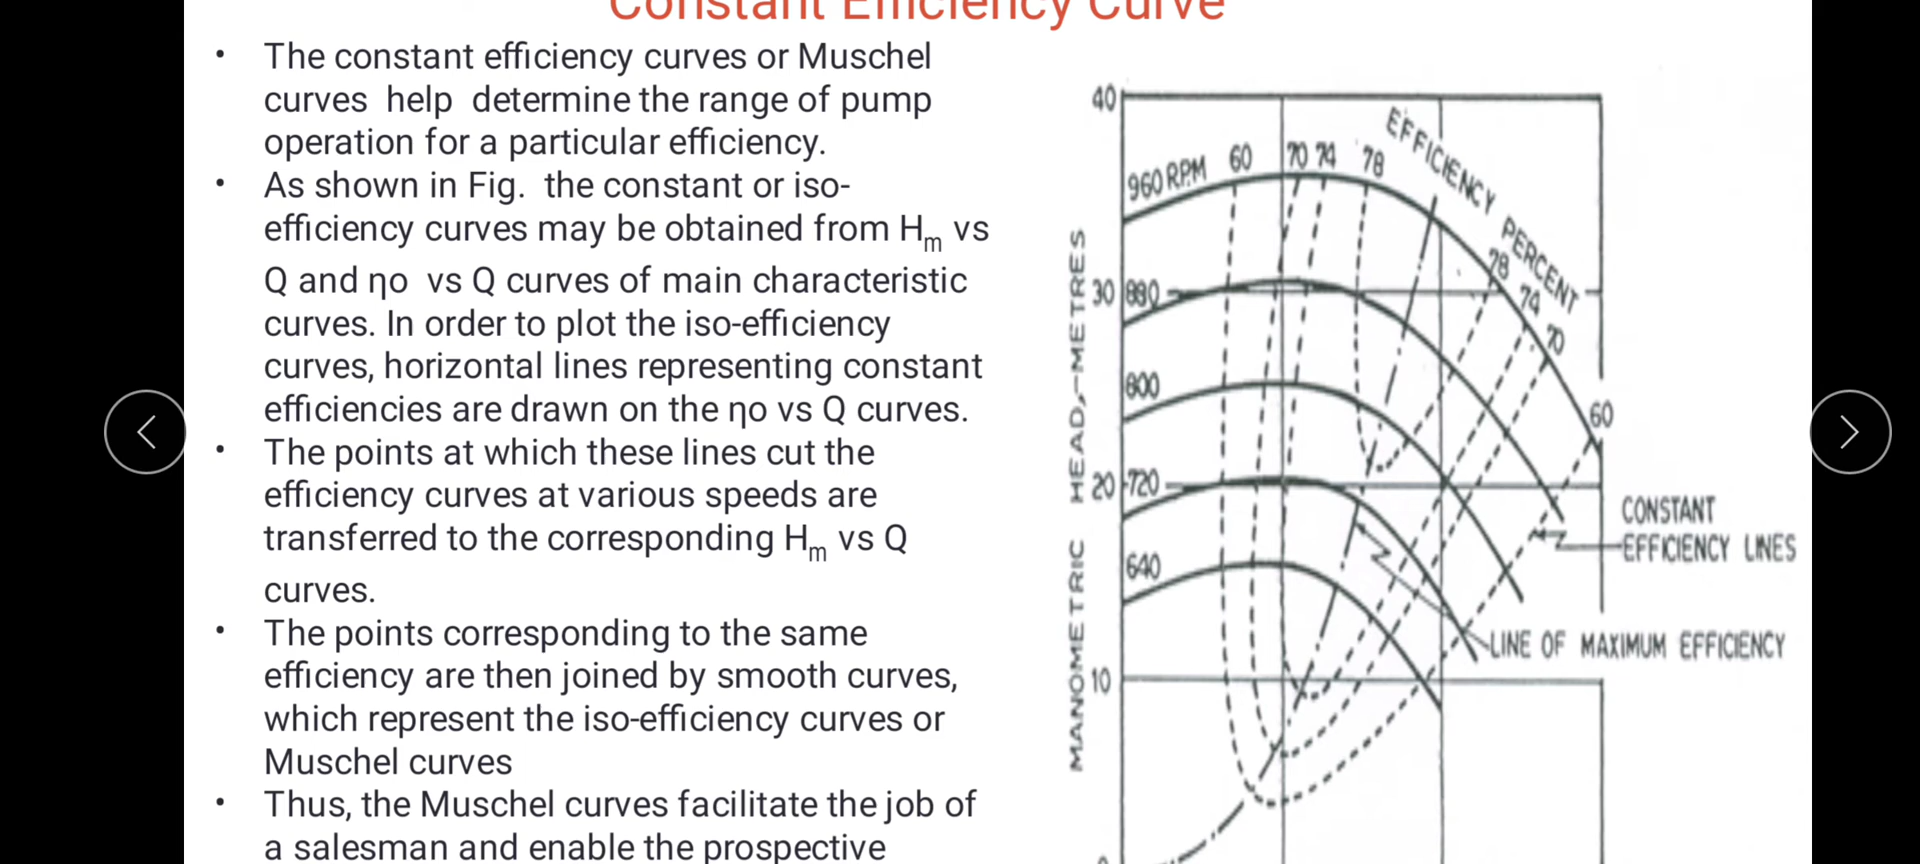 Constant Efficiency Curve
• The constant efficiency curves or Muschel
curves help determine the range of pump
operation for a particular efficiency.
• As shown in Fig. the constant or iso-
efficiency curves may be obtained from Hm vs
Q and ηo vs Q curves of main characteristic
curves. In order to plot the iso-efficiency
curves, horizontal lines representing constant
efficiencies are drawn on the ηo vs Q curves.
• The points at which these lines cut the
efficiency curves at various speeds are
transferred to the corresponding Hm vs Q
curves.
• The points corresponding to the same
efficiency are then joined by smooth curves,
which represent the iso-efficiency curves or
Muschel curves
• Thus, the Muschel curves facilitate the job of
a salesman and enable the prospective
MANOMETRIC HEAD,-METRES
40
30
20
10
0
960 RPM
800
720
640
60 70 74 78
EFFICIENCY PERCENT
78
74
70
60
CONSTANT
EFFICIENCY LINES
LINE OF MAXIMUM EFFICIENCY